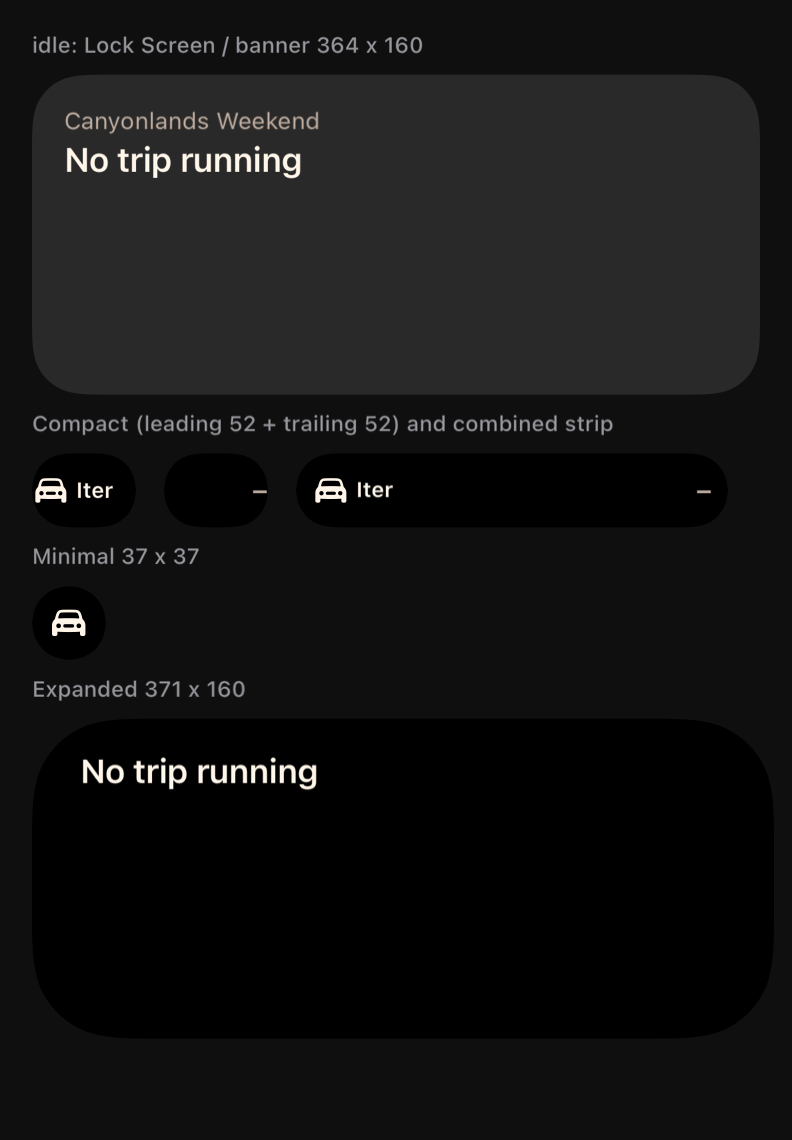 idle: Lock Screen / banner 364 x 160
Canyonlands Weekend
No trip running
Compact (leading 52 + trailing 52) and combined strip
Iter – Iter –
Minimal 37 x 37
Expanded 371 x 160
No trip running